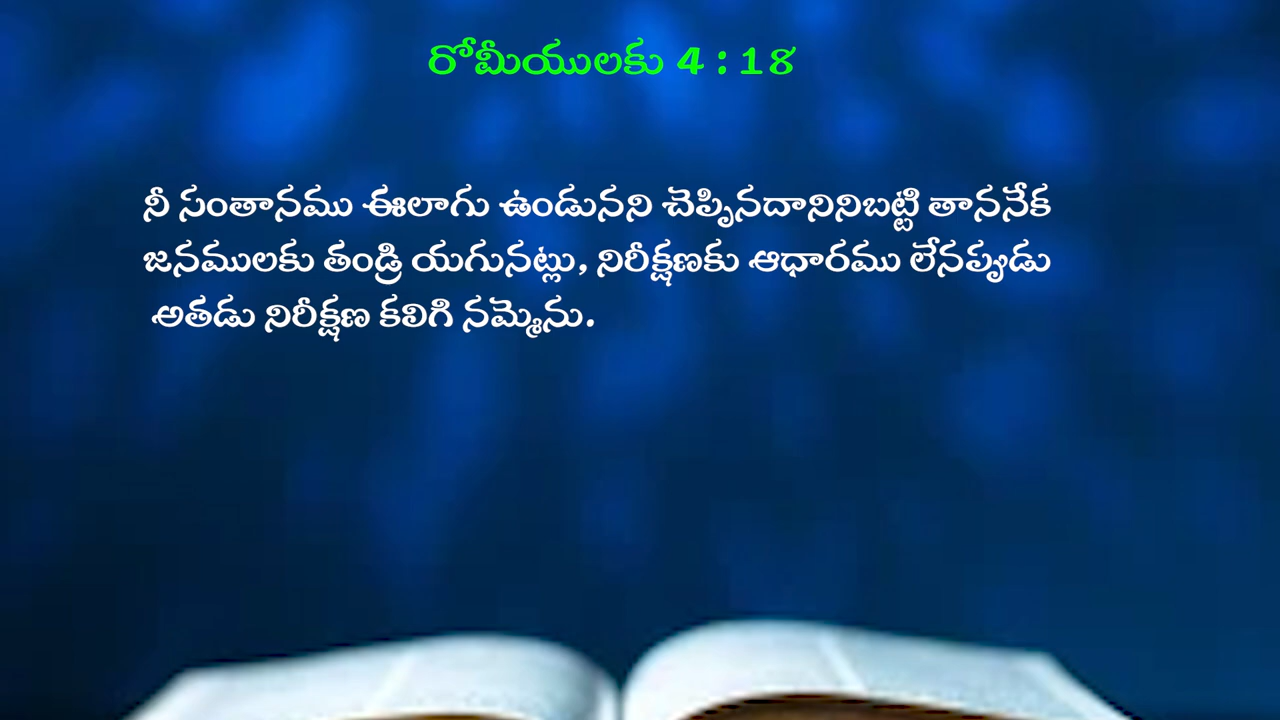 రోమీయులకు 4 : 18
నీ సంతానము ఈలాగు ఉండునని చెప్పినదానినిబట్టి తాననేక
జనములకు తండ్రి యగునట్లు, నిరీక్షణకు ఆధారము లేనప్పుడు
అతడు నిరీక్షణ కలిగి నమ్మెను.